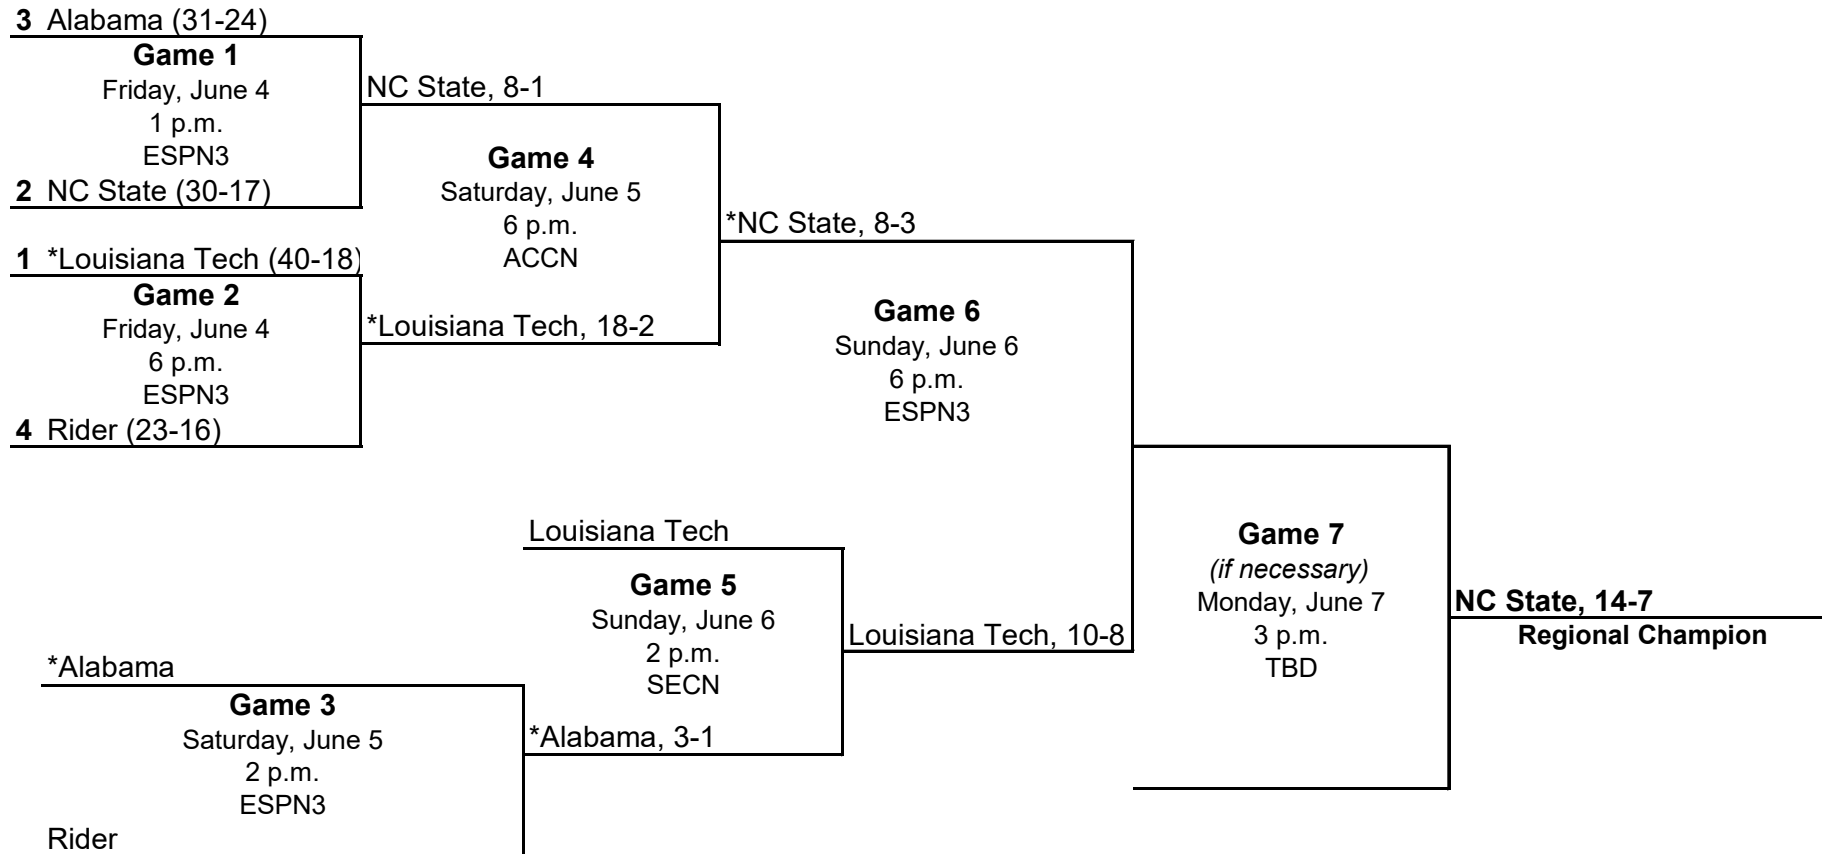 3 Alabama (31-24)
Game 1
Friday, June 4
1 p.m.
ESPN3
2 NC State (30-17)
NC State, 8-1
1 *Louisiana Tech (40-18)
Game 2
Friday, June 4
6 p.m.
ESPN3
4 Rider (23-16)
*Louisiana Tech, 18-2
Game 4
Saturday, June 5
6 p.m.
ACCN
*NC State, 8-3
Game 6
Sunday, June 6
6 p.m.
ESPN3
Louisiana Tech
Game 5
Sunday, June 6
2 p.m.
SECN
Louisiana Tech, 10-8
*Alabama
Game 3
Saturday, June 5
2 p.m.
ESPN3
Rider
*Alabama, 3-1
Game 7
(if necessary)
Monday, June 7
3 p.m.
TBD
NC State, 14-7
Regional Champion